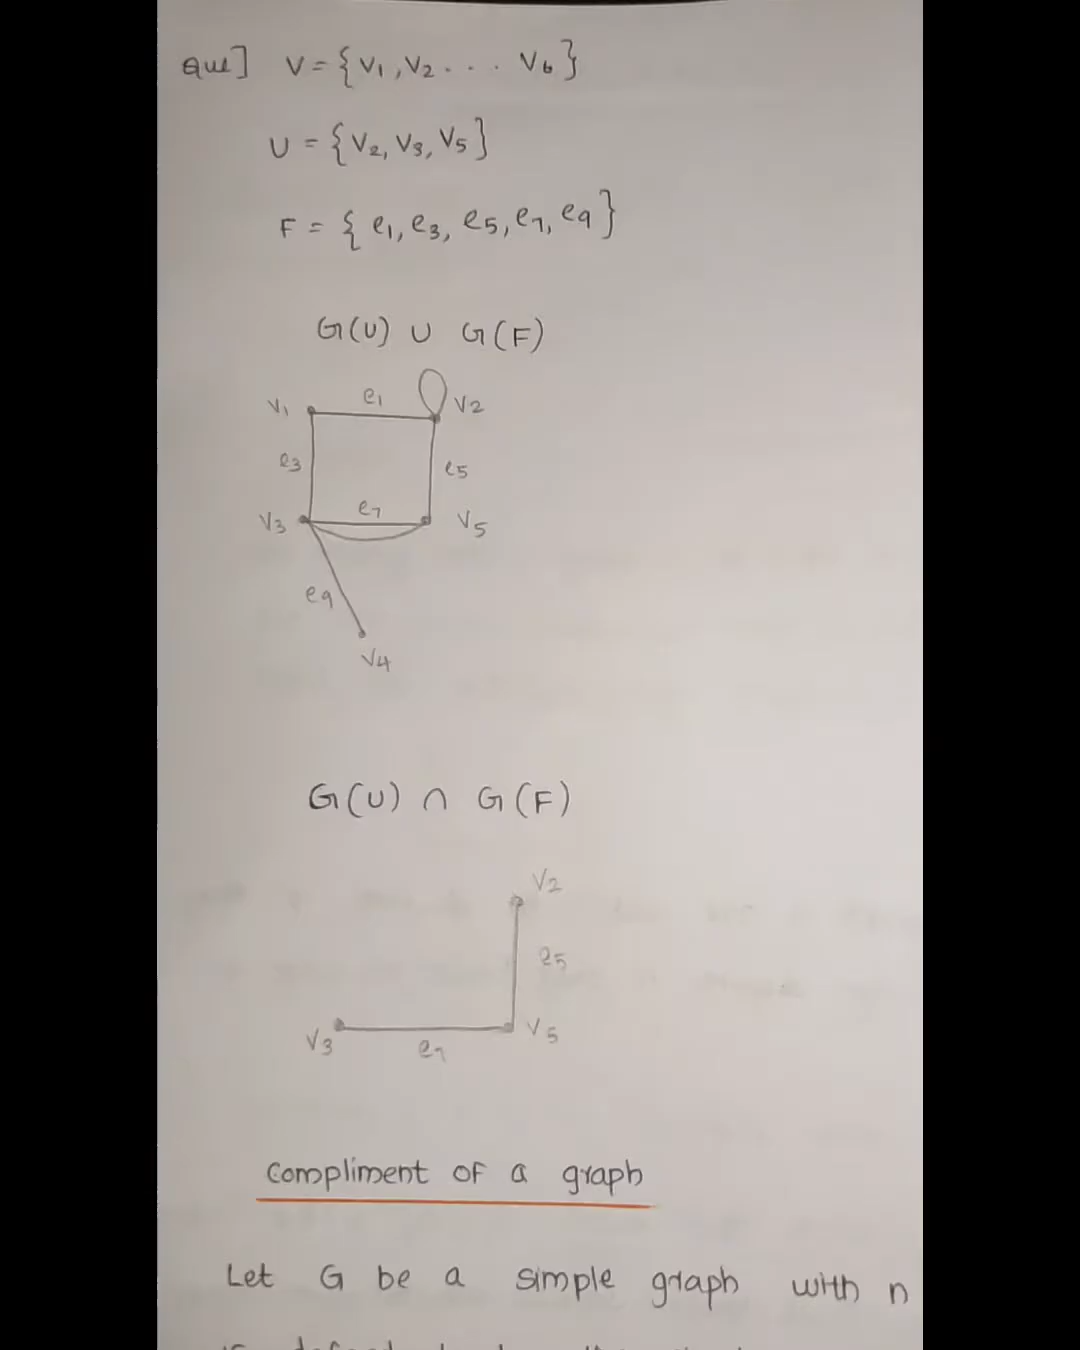 Que] V = {V1, V2 . . . V6}
U = {V2, V3, V5}
F = {e1, e3, e5, e7, e9}
G(U) ∪ G(F)
V1 e1 V2
e3 e5
V3 e7 V5
e9
V4
G(U) ∩ G(F)
V2
e5
V3 e7 V5
Compliment of a graph
Let G be a simple graph with n